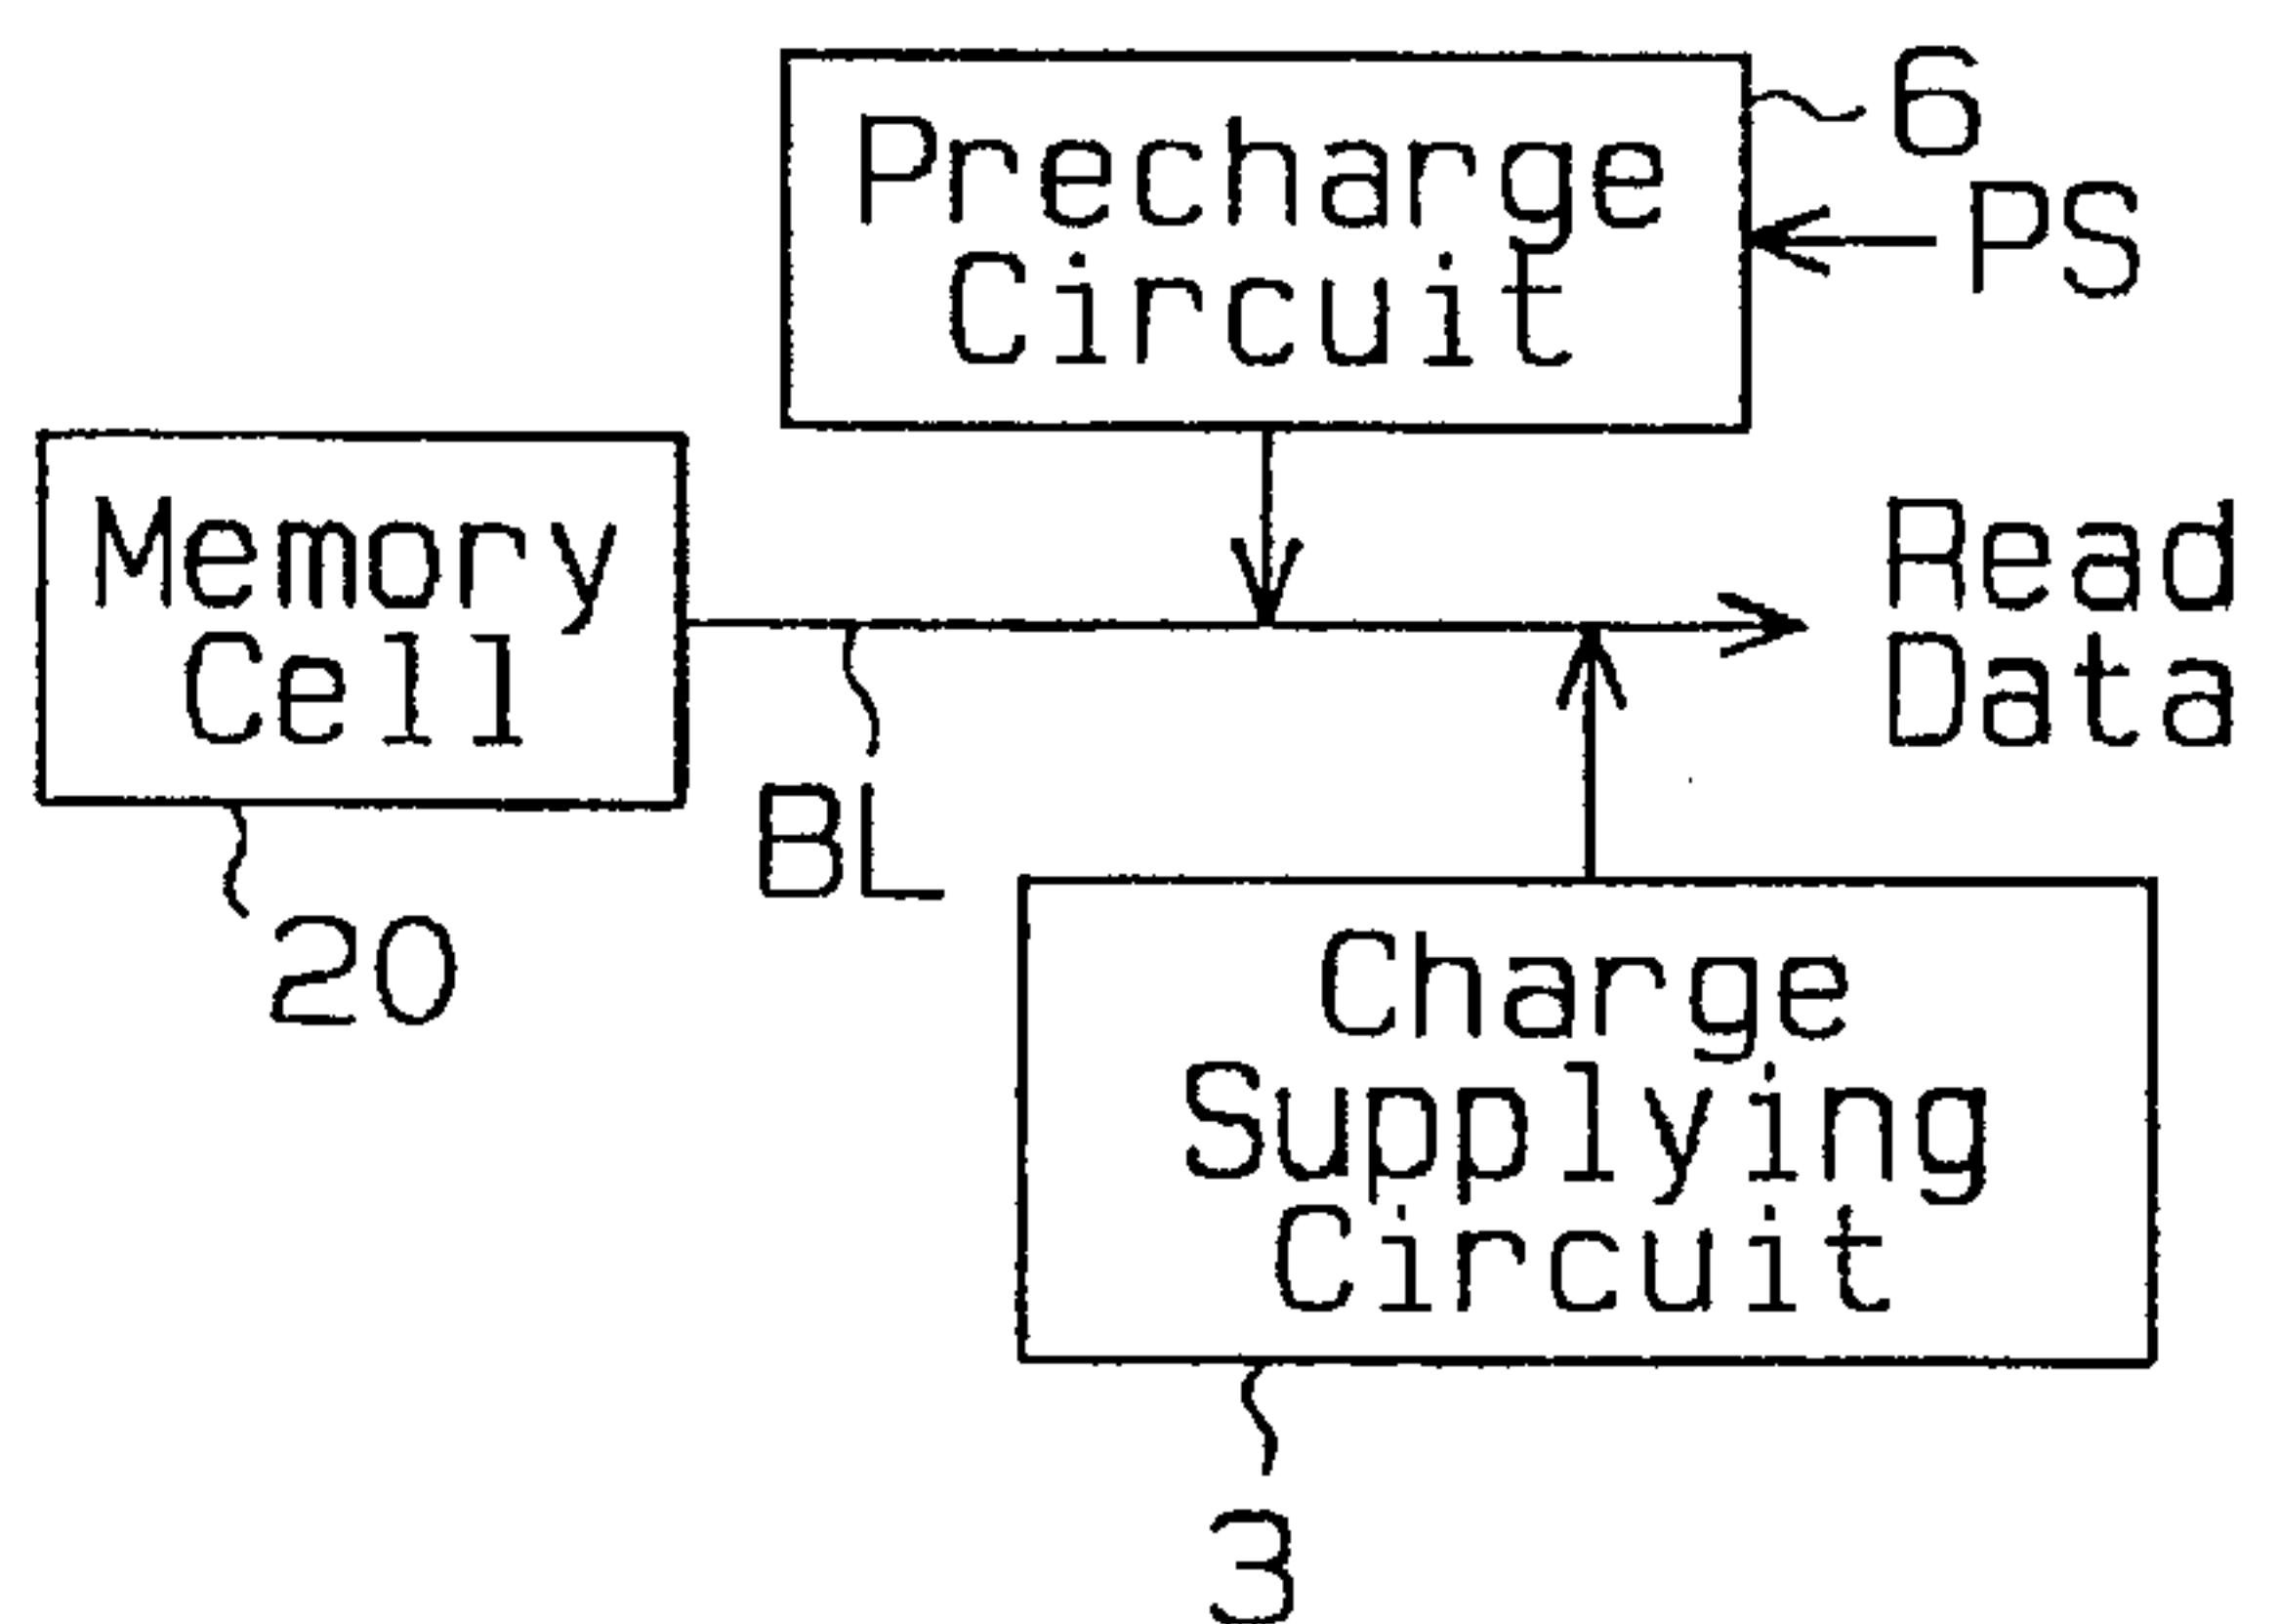 Precharge
Circuit
6
PS
Memory
Cell
20
BL
Read
Data
Charge
Supplying
Circuit
3